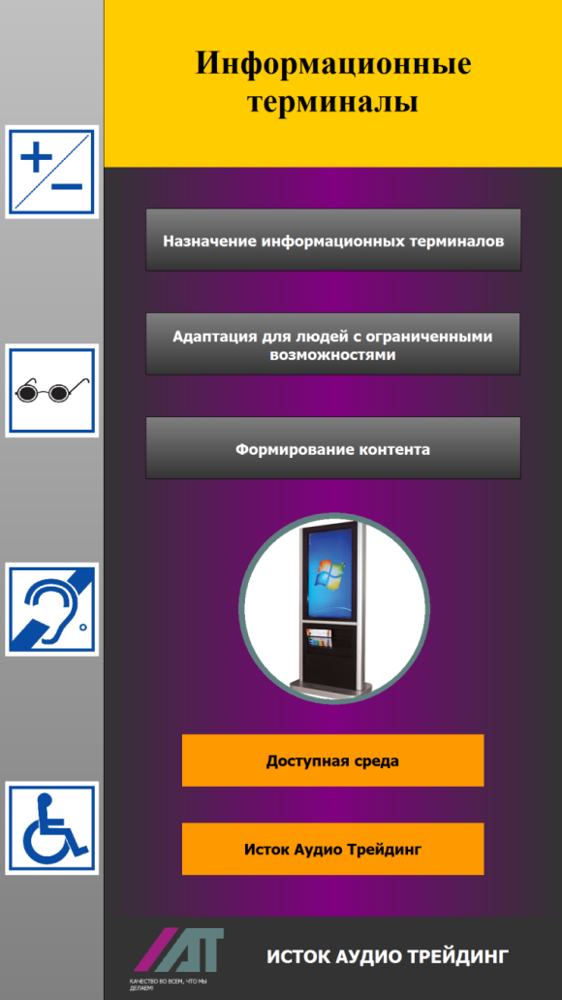 Информационные
терминалы
Назначение информационных терминалов
Адаптация для людей с ограниченными
возможностями
Формирование контента
Доступная среда
Исток Аудио Трейдинг
ИАТ
КАЧЕСТВО ВО ВСЕМ, ЧТО МЫ
ДЕЛАЕМ!
ИСТОК АУДИО ТРЕЙДИНГ